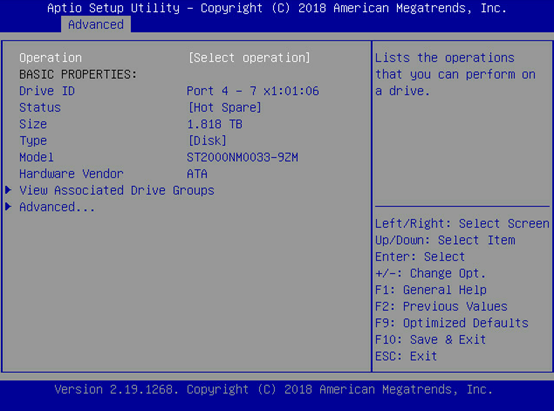 Aptio Setup Utility – Copyright (C) 2018 American Megatrends, Inc.
Advanced
Operation [Select operation]
BASIC PROPERTIES:
Drive ID Port 4 - 7 x1:01:06
Status [Hot Spare]
Size 1.818 TB
Type [Disk]
Model ST2000NM0033-9ZM
Hardware Vendor ATA
View Associated Drive Groups
Advanced...
Lists the operations
that you can perform on
a drive.
Left/Right: Select Screen
Up/Down: Select Item
Enter: Select
+/-: Change Opt.
F1: General Help
F2: Previous Values
F9: Optimized Defaults
F10: Save & Exit
ESC: Exit
Version 2.19.1268. Copyright (C) 2018 American Megatrends, Inc.